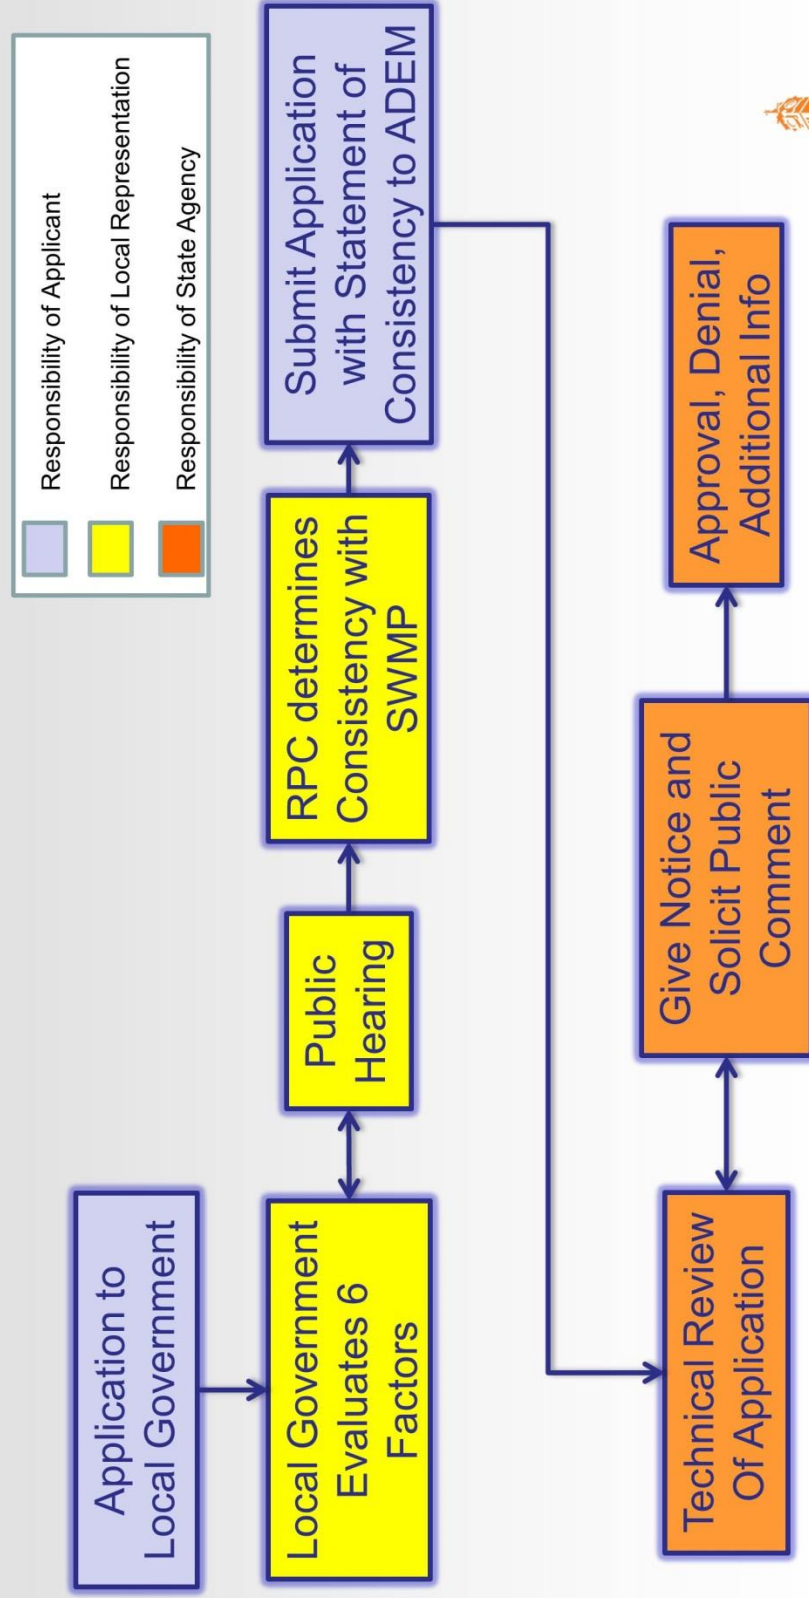 Responsibility of Applicant
Responsibility of Local Representation
Responsibility of State Agency
Application to
Local Government
Local Government
Evaluates 6
Factors
Public
Hearing
RPC determines
Consistency with
SWMP
Submit Application
with Statement of
Consistency to ADEM
Technical Review
Of Application
Give Notice and
Solicit Public
Comment
Approval, Denial,
Additional Info